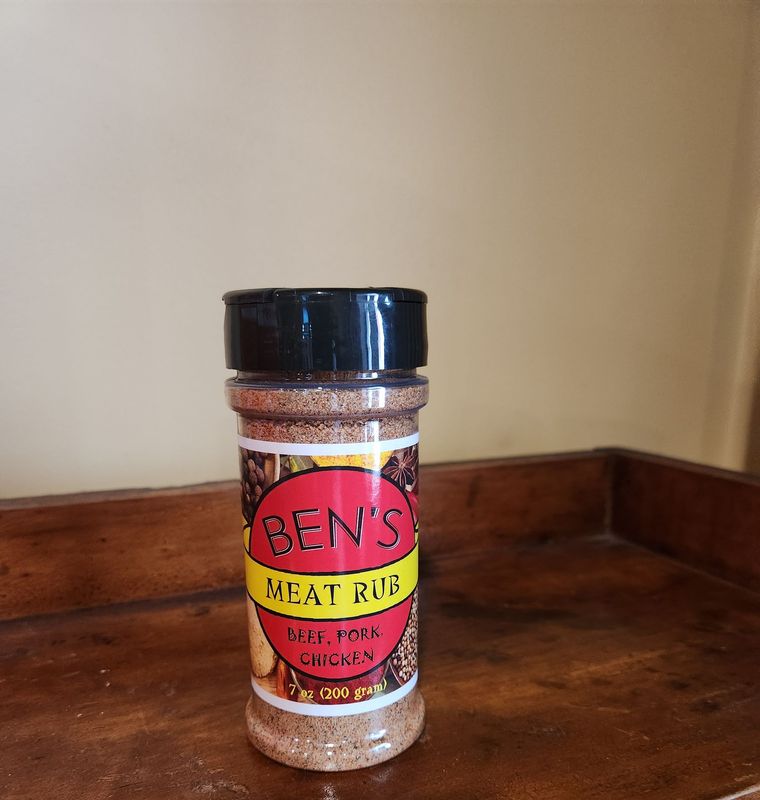 BEN'S
MEAT RUB
BEEF, PORK,
CHICKEN
7 oz (200 gram)